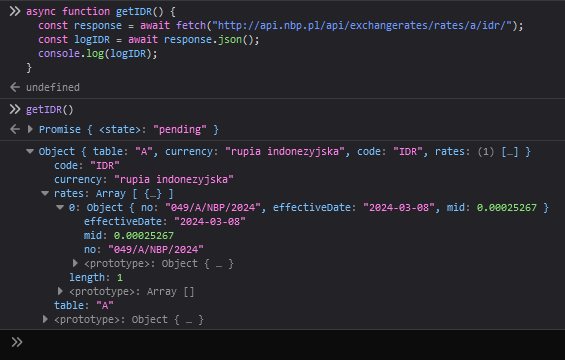 async function getIDR() {
const response = await fetch("http://api.nbp.pl/api/exchangerates/rates/a/idr/");
const logIDR = await response.json();
console.log(logIDR);
}
undefined
getIDR()
Promise { <state>: "pending" }
Object { table: "A", currency: "rupia indonezyjska", code: "IDR", rates: (1) […] }
code: "IDR"
currency: "rupia indonezyjska"
rates: Array [ {…} ]
0: Object { no: "049/A/NBP/2024", effectiveDate: "2024-03-08", mid: 0.00025267 }
effectiveDate: "2024-03-08"
mid: 0.00025267
no: "049/A/NBP/2024"
<prototype>: Object { … }
length: 1
<prototype>: Array []
table: "A"
<prototype>: Object { … }